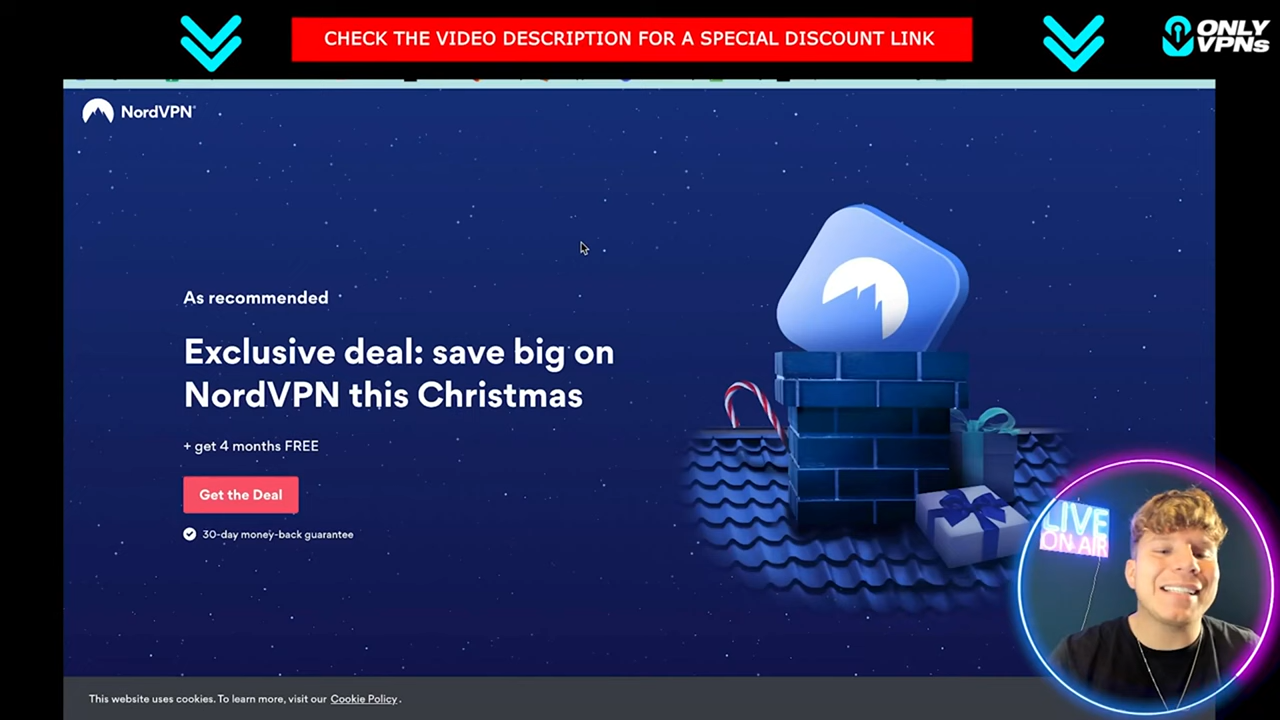 CHECK THE VIDEO DESCRIPTION FOR A SPECIAL DISCOUNT LINK
ONLY
VPNs
NordVPN®
As recommended
Exclusive deal: save big on
NordVPN this Christmas
+ get 4 months FREE
Get the Deal
30-day money-back guarantee
LIVE
ON AIR
This website uses cookies. To learn more, visit our Cookie Policy.